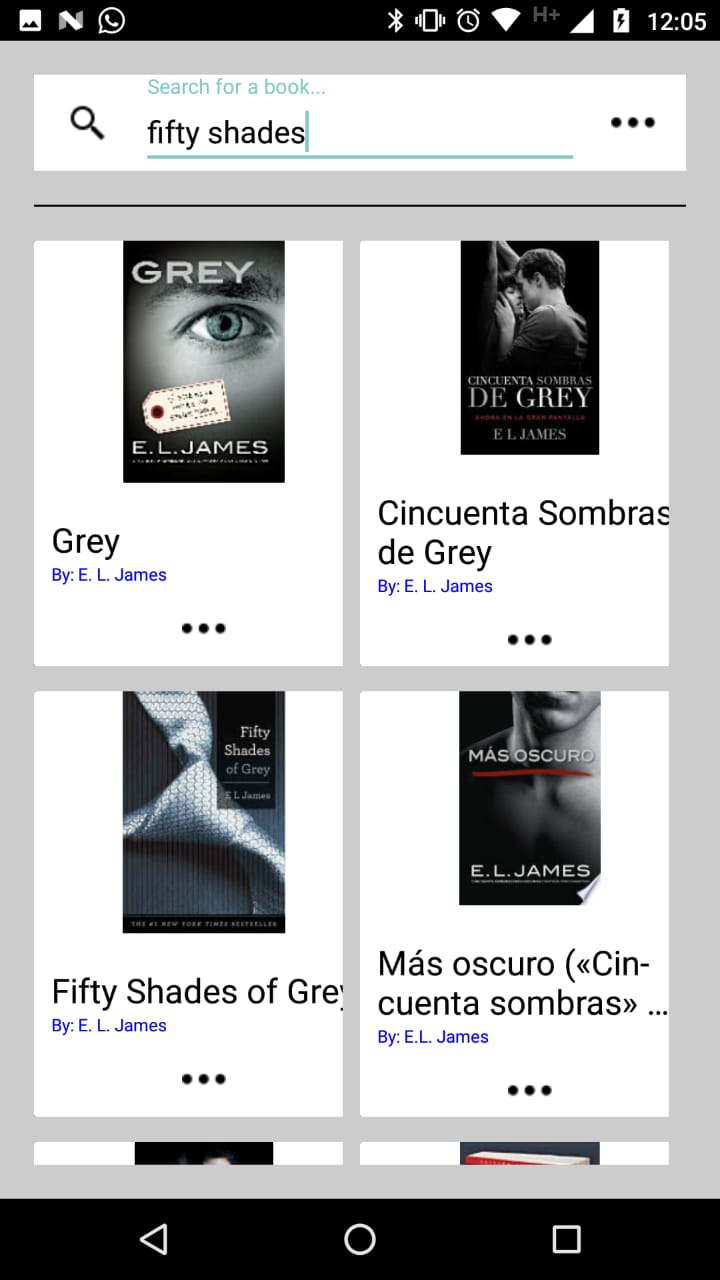 H+ 12:05
Search for a book...
fifty shades
GREY
E.L.JAMES
CINCUENTA SOMBRAS
DE GREY
AHORA EN LA GRAN PANTALLA
E L JAMES
Grey
By: E. L. James
Cincuenta Sombras
de Grey
By: E. L. James
Fifty
Shades
of Grey
E L James
THE #1 NEW YORK TIMES BESTSELLER
MÁS OSCURO
E.L.JAMES
Fifty Shades of Grey
By: E. L. James
Más oscuro («Cin-
cuenta sombras» ...
By: E.L. James